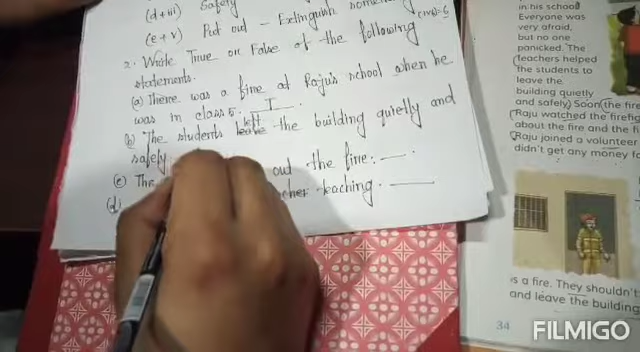 (d+iii) Safety
(e+v) Put out - Extinguish
2. Write True or False of the following
statements.
(a) There was a fire at Raju's school when he
was in class 5. T
(b) The students left the building quietly and
safely.
(c) The out the fire.
(d) teaching.
in his school
Everyone was
very afraid,
but no one
panicked. The
teachers helped
the students to
leave the
building quietly
and safely) Soon (the fire
(Raju watched the firefig
about the fire and the f
Raju joined a volunteer
didn't get any money fo
is a fire. They shouldn't
and leave the building
34
FILMIGO